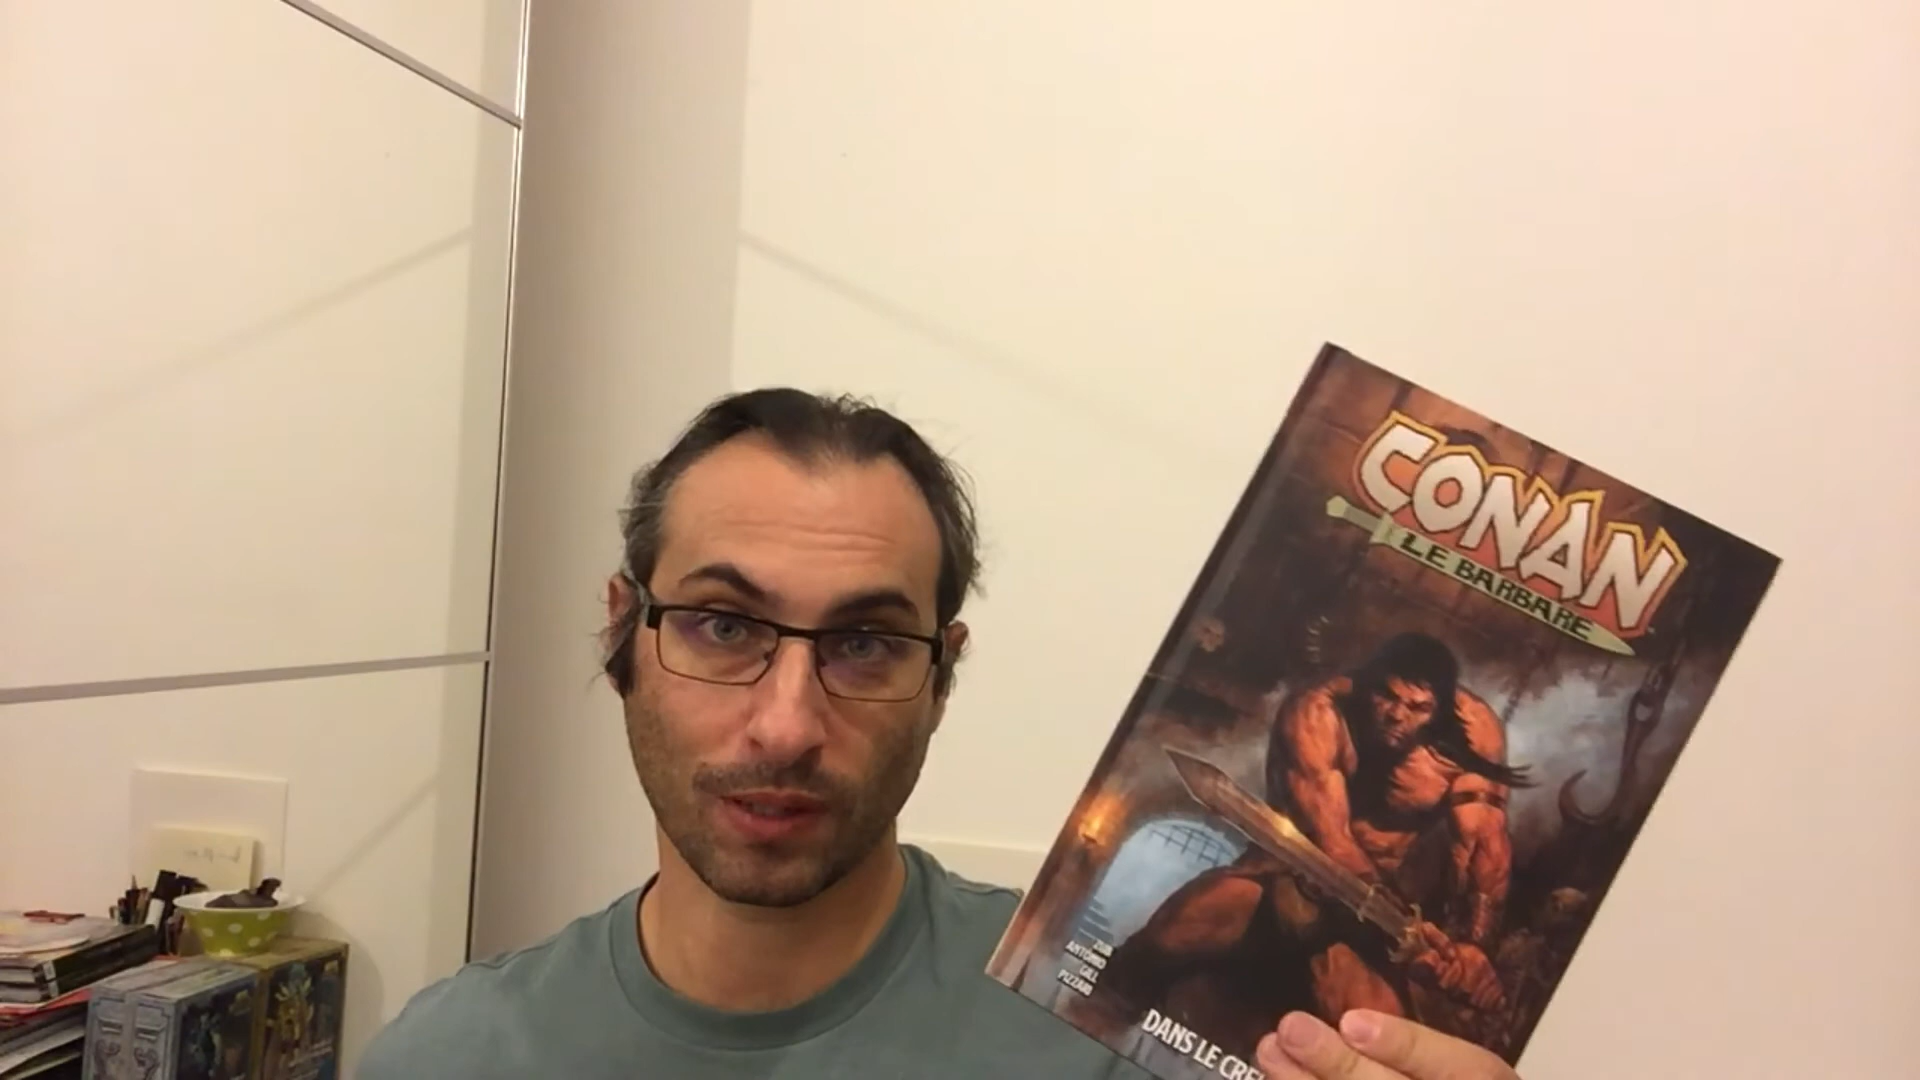 CONAN
LE BARBARE
ZUB
ANTONIO
GILL
PIZZARI
DANS LE